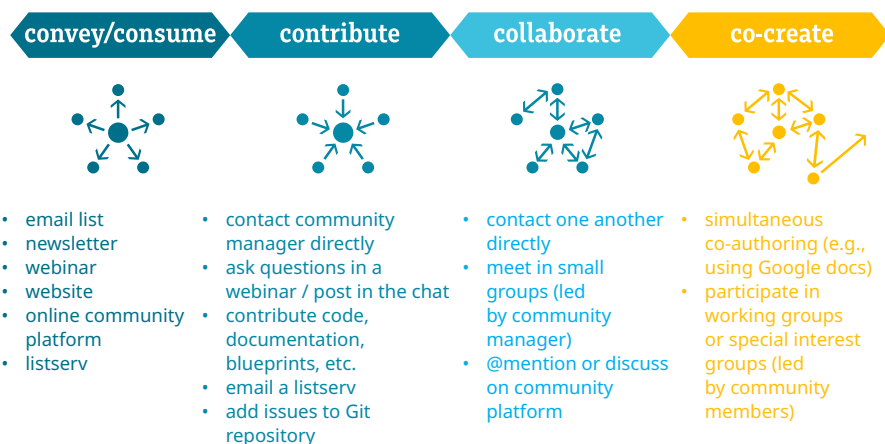 convey/consume
contribute
collaborate
co-create
• email list
• newsletter
• webinar
• website
• online community
platform
• listserv
• contact community
manager directly
• ask questions in a
webinar / post in the chat
• contribute code,
documentation,
blueprints, etc.
• email a listserv
• add issues to Git
repository
• contact one another
directly
• meet in small
groups (led
by community
manager)
• @mention or discuss
on community
platform
• simultaneous
co-authoring (e.g.,
using Google docs)
• participate in
working groups
or special interest
groups (led
by community
members)